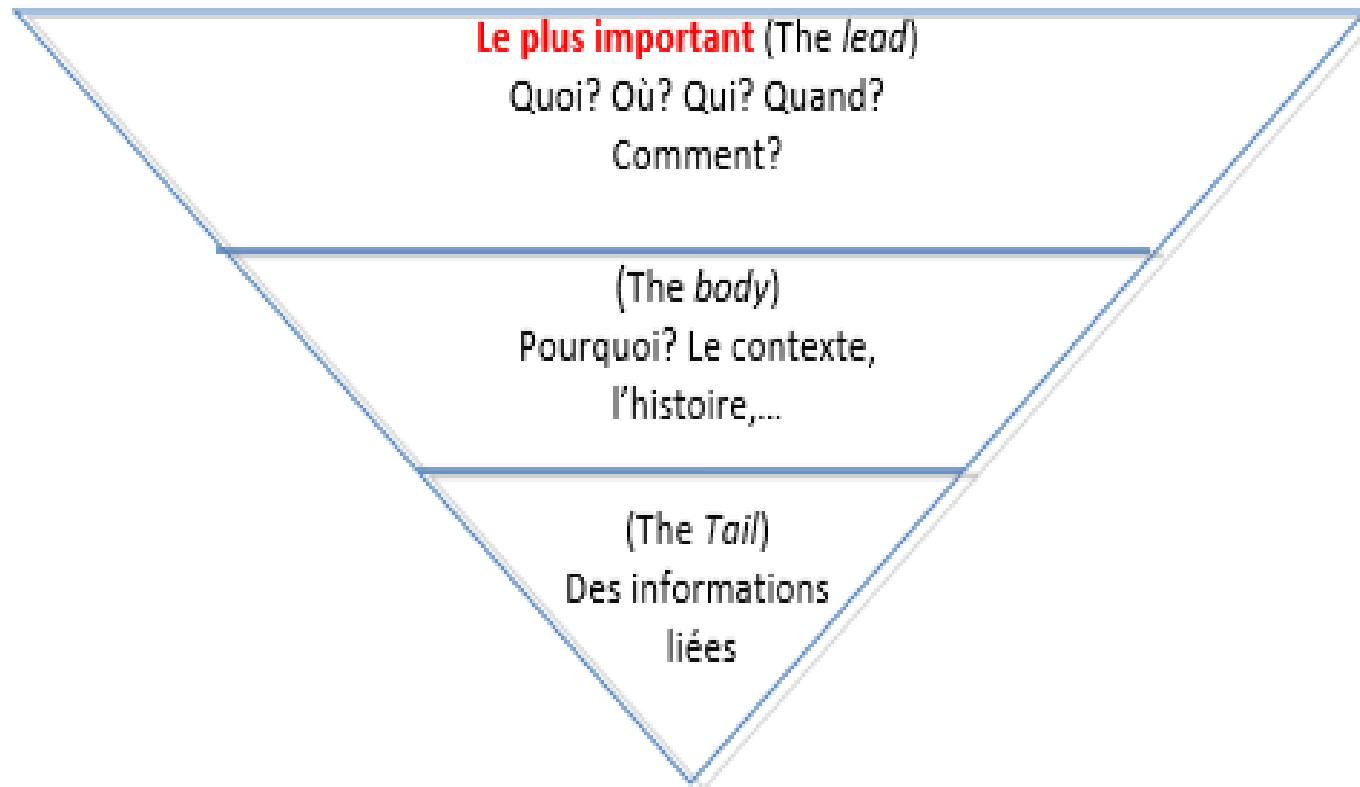 Le plus important (The lead)
Quoi? Où? Qui? Quand?
Comment?
(The body)
Pourquoi? Le contexte,
l'histoire,...
(The Tail)
Des informations
liées